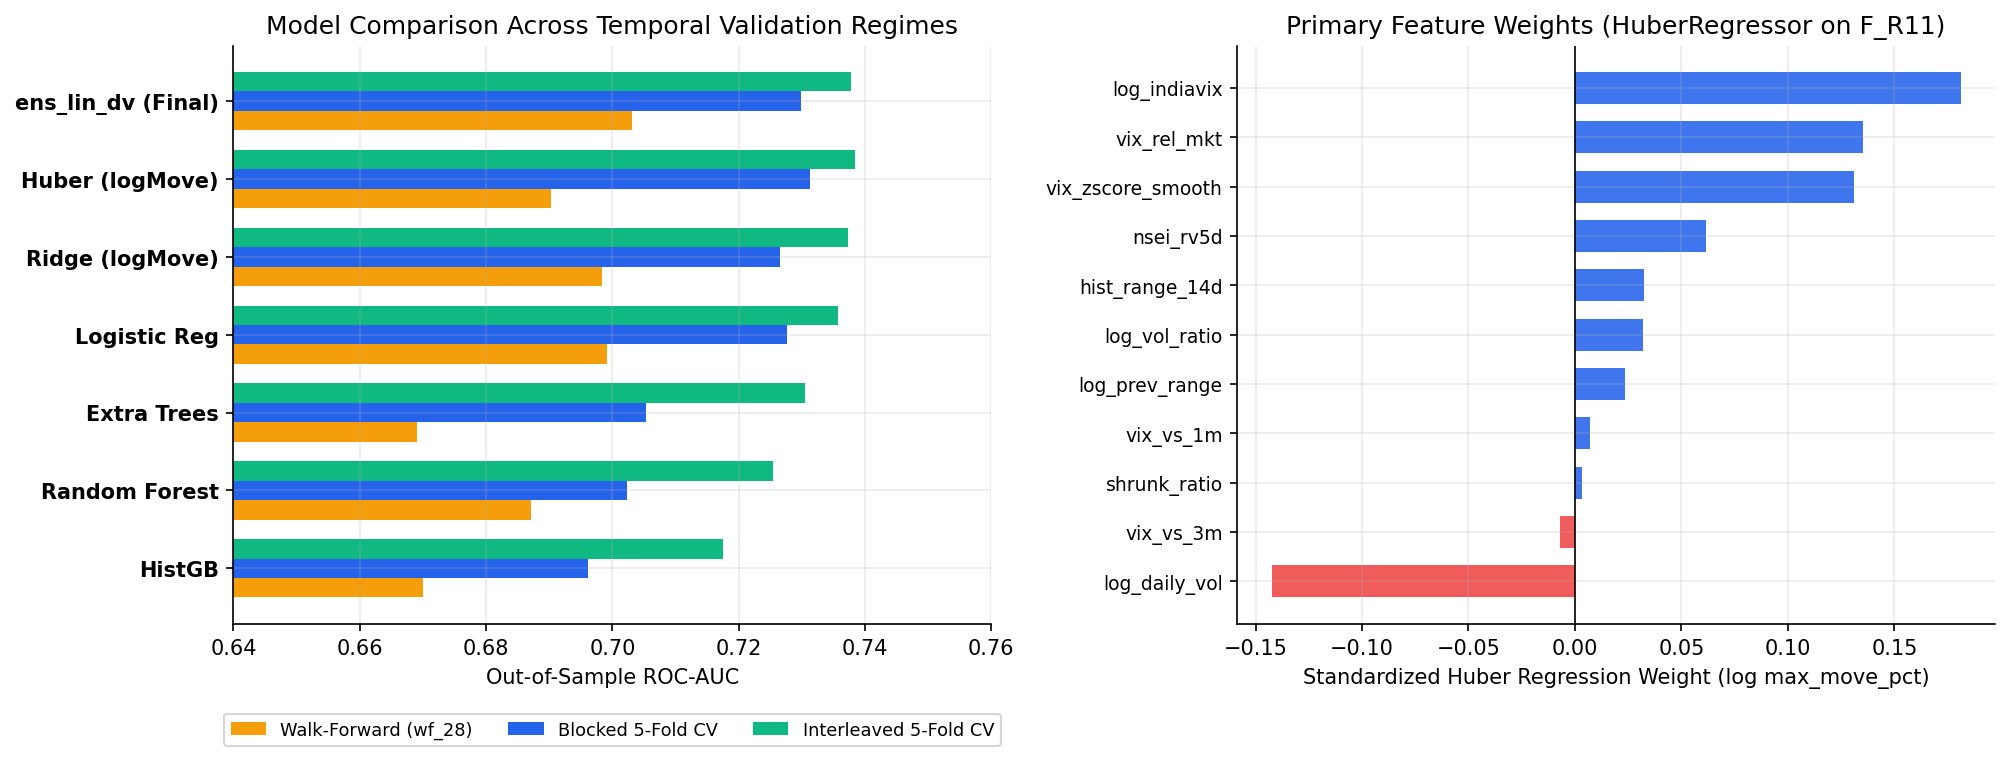 Model Comparison Across Temporal Validation Regimes
ens_lin_dv (Final)
Huber (logMove)
Ridge (logMove)
Logistic Reg
Extra Trees
Random Forest
HistGB
0.64 0.66 0.68 0.70 0.72 0.74 0.76
Out-of-Sample ROC-AUC
Walk-Forward (wf_28) Blocked 5-Fold CV Interleaved 5-Fold CV
Primary Feature Weights (HuberRegressor on F_R11)
log_indiavix
vix_rel_mkt
vix_zscore_smooth
nsei_rv5d
hist_range_14d
log_vol_ratio
log_prev_range
vix_vs_1m
shrunk_ratio
vix_vs_3m
log_daily_vol
−0.15 −0.10 −0.05 0.00 0.05 0.10 0.15
Standardized Huber Regression Weight (log max_move_pct)